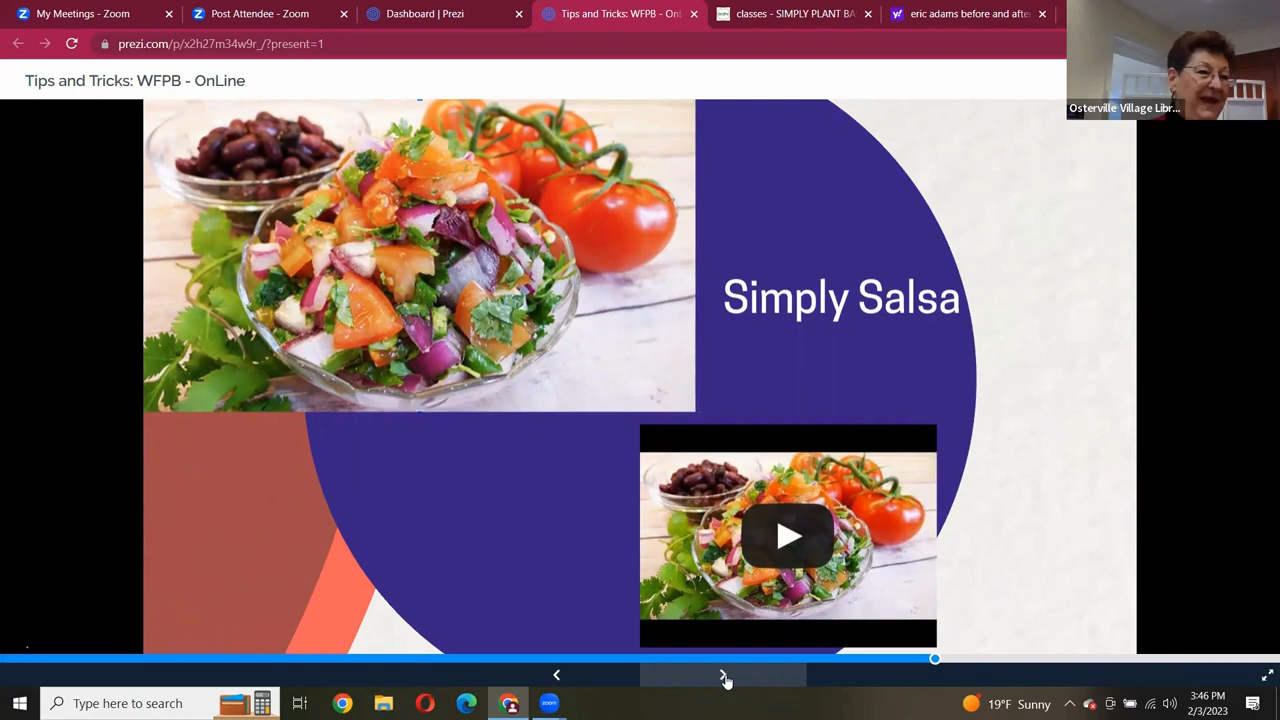 My Meetings - Zoom
Post Attendee - Zoom
Dashboard | Prezi
Tips and Tricks: WFPB - Onl
classes - SIMPLY PLANT BA
eric adams before and afte
prezi.com/p/x2h27m34w9r_/?present=1
Tips and Tricks: WFPB - OnLine
Osterville Village Libr...
Simply Salsa
Type here to search
zoom
19°F Sunny
3:46 PM
2/3/2023